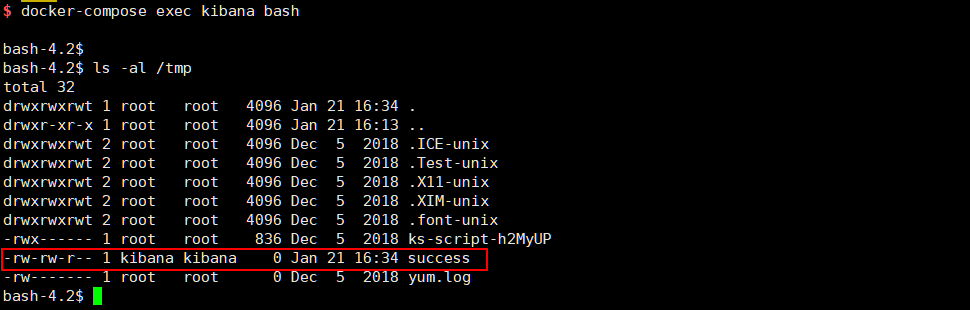 $ docker-compose exec kibana bash
bash-4.2$
bash-4.2$ ls -al /tmp
total 32
drwxrwxrwt 1 root   root   4096 Jan 21 16:34 .
drwxr-xr-x 1 root   root   4096 Jan 21 16:13 ..
drwxrwxrwt 2 root   root   4096 Dec  5  2018 .ICE-unix
drwxrwxrwt 2 root   root   4096 Dec  5  2018 .Test-unix
drwxrwxrwt 2 root   root   4096 Dec  5  2018 .X11-unix
drwxrwxrwt 2 root   root   4096 Dec  5  2018 .XIM-unix
drwxrwxrwt 2 root   root   4096 Dec  5  2018 .font-unix
-rwx------ 1 root   root    836 Dec  5  2018 ks-script-h2MyUP
-rw-rw-r-- 1 kibana kibana    0 Jan 21 16:34 success
-rw------- 1 root   root      0 Dec  5  2018 yum.log
bash-4.2$